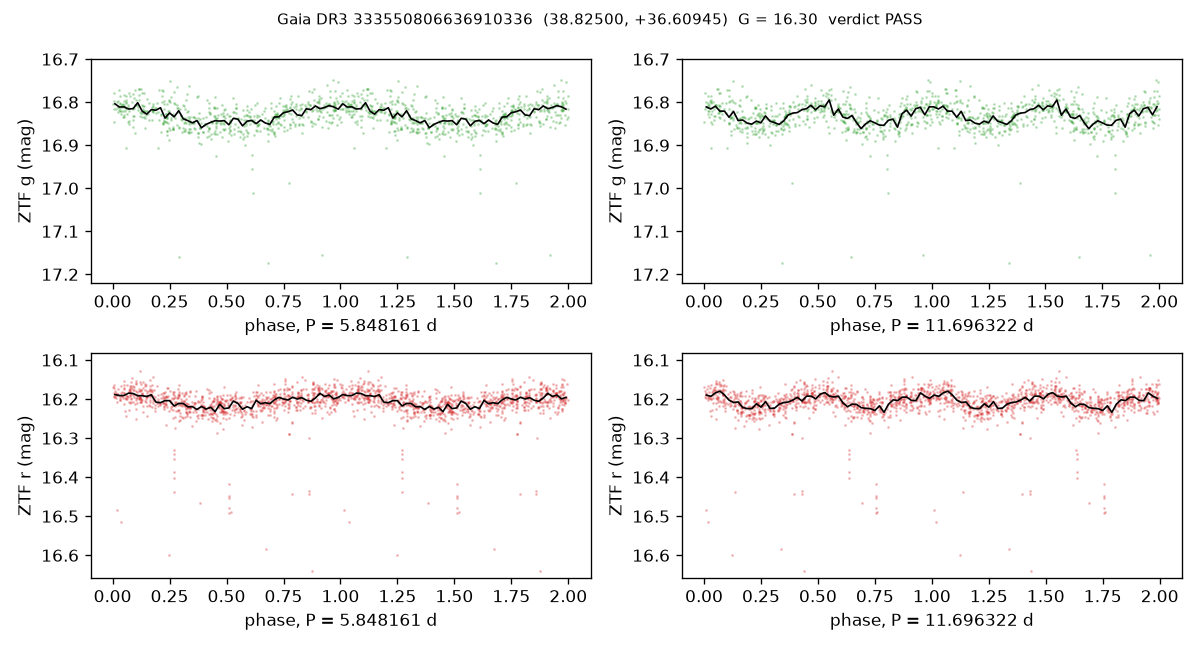 Gaia DR3 333550806636910336 (38.82500, +36.60945) G = 16.30 verdict PASS
ZTF g (mag)
16.7
16.8
16.9
17.0
17.1
17.2
0.00 0.25 0.50 0.75 1.00 1.25 1.50 1.75 2.00
phase, P = 5.848161 d
ZTF g (mag)
16.7
16.8
16.9
17.0
17.1
17.2
0.00 0.25 0.50 0.75 1.00 1.25 1.50 1.75 2.00
phase, P = 11.696322 d
ZTF r (mag)
16.1
16.2
16.3
16.4
16.5
16.6
0.00 0.25 0.50 0.75 1.00 1.25 1.50 1.75 2.00
phase, P = 5.848161 d
ZTF r (mag)
16.1
16.2
16.3
16.4
16.5
16.6
0.00 0.25 0.50 0.75 1.00 1.25 1.50 1.75 2.00
phase, P = 11.696322 d